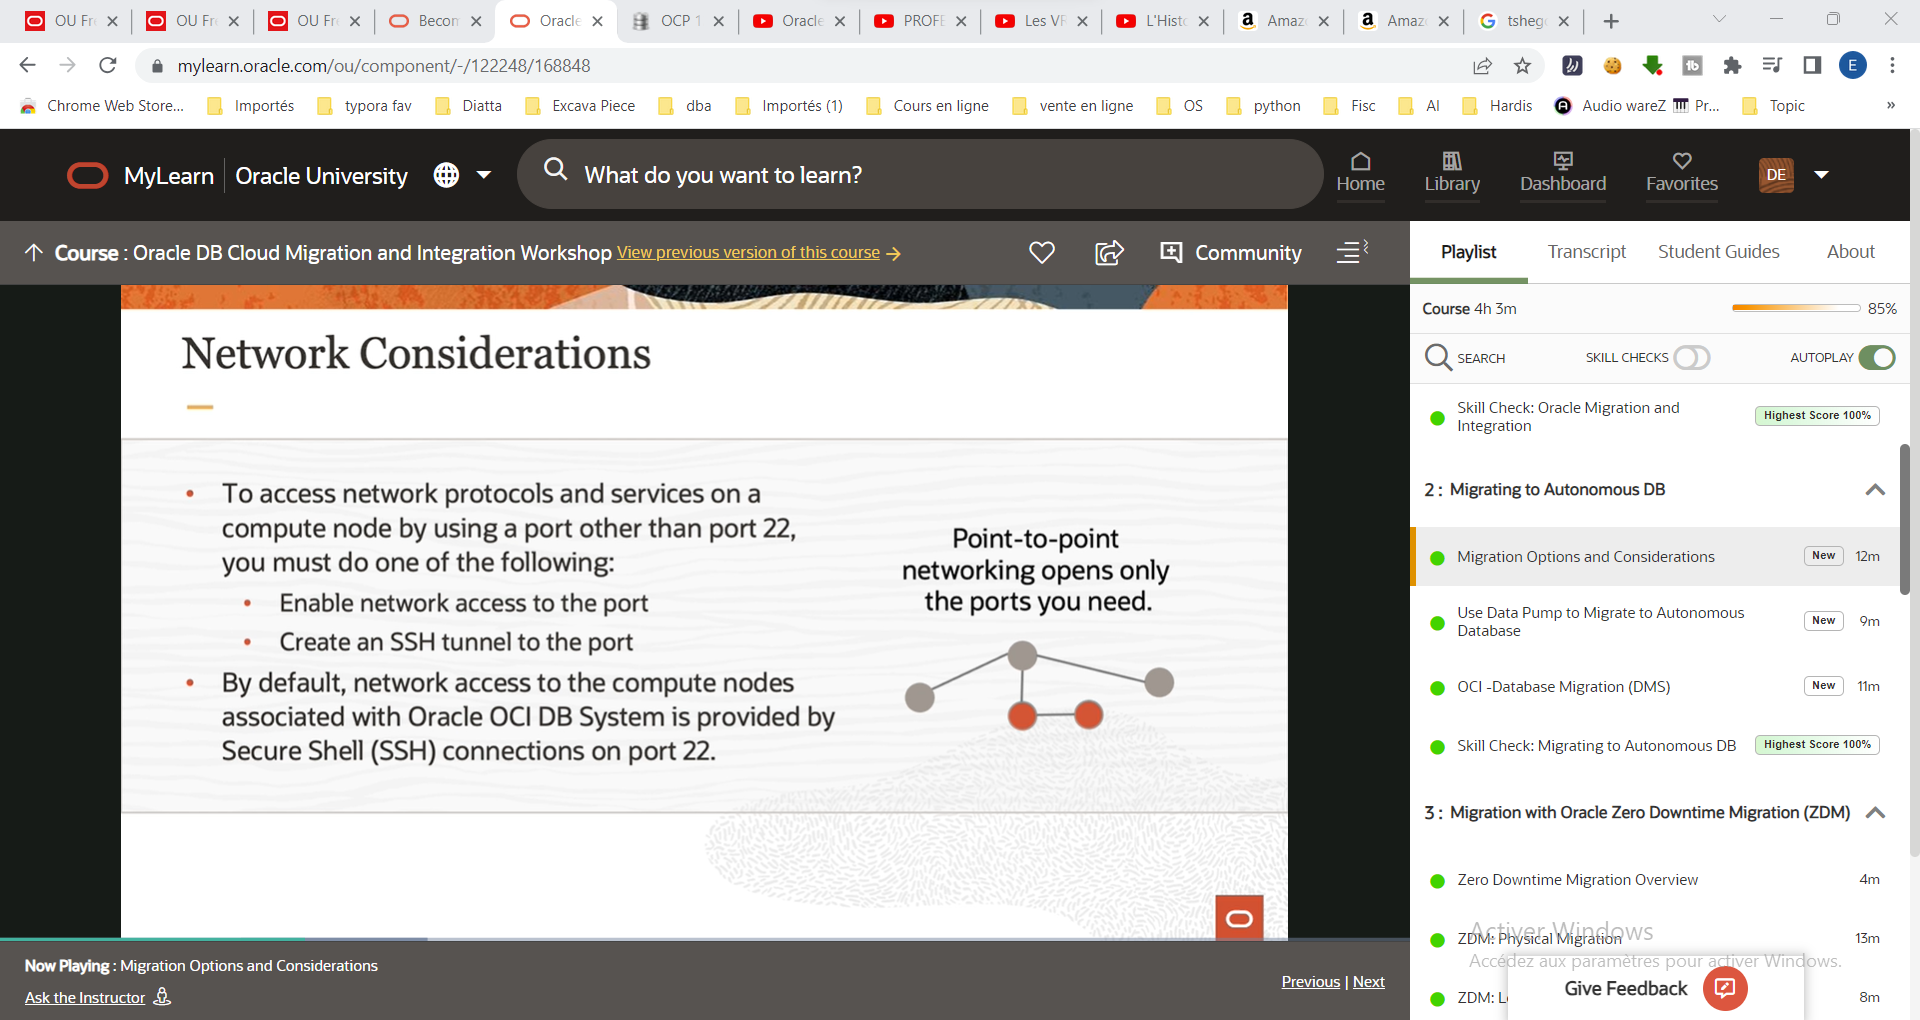 OU Fr
OU Fr
OU Fr
Becom
Oracle
OCP 1
Oracle
PROFE
Les VR
L'Histo
Amaz
Amaz
tsheg
mylearn.oracle.com/ou/component/-/122248/168848
E
Chrome Web Store...
Importés
typora fav
Diatta
Excava Piece
dba
Importés (1)
Cours en ligne
vente en ligne
OS
python
Fisc
AI
Hardis
Audio wareZ
Pr...
Topic
»
MyLearn
Oracle University
What do you want to learn?
Home
Library
Dashboard
Favorites
DE
Course : Oracle DB Cloud Migration and Integration Workshop View previous version of this course →
Community
Network Considerations
• To access network protocols and services on a
compute node by using a port other than port 22,
you must do one of the following:
• Enable network access to the port
• Create an SSH tunnel to the port
• By default, network access to the compute nodes
associated with Oracle OCI DB System is provided by
Secure Shell (SSH) connections on port 22.
Point-to-point
networking opens only
the ports you need.
Now Playing : Migration Options and Considerations
Ask the Instructor
Previous | Next
Playlist
Transcript
Student Guides
About
Course 4h 3m
85%
SEARCH
SKILL CHECKS
AUTOPLAY
Skill Check: Oracle Migration and
Integration
Highest Score 100%
2 : Migrating to Autonomous DB
Migration Options and Considerations
New
12m
Use Data Pump to Migrate to Autonomous
Database
New
9m
OCI -Database Migration (DMS)
New
11m
Skill Check: Migrating to Autonomous DB
Highest Score 100%
3 : Migration with Oracle Zero Downtime Migration (ZDM)
Zero Downtime Migration Overview
4m
Activer Windows
ZDM: Physical Migration
13m
Accédez aux paramètres pour activer Windows.
Give Feedback
ZDM: L
8m